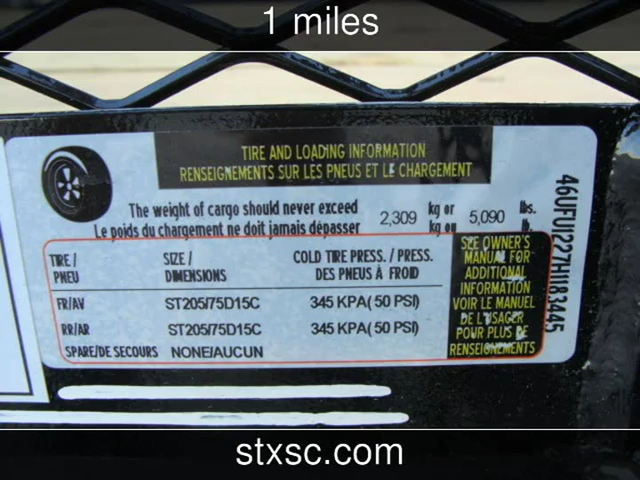 1 miles
TIRE AND LOADING INFORMATION
RENSEIGNEMENTS SUR LES PNEUS ET LE CHARGEMENT
The weight of cargo should never exceed 2,309 kg or 5,090 lbs.
Le poids du chargement ne doit jamais dépasser kg ou lb.
TIRE / SIZE / COLD TIRE PRESS. / PRESS.
PNEU DIMENSIONS DES PNEUS À FROID
FR/AV ST205/75D15C 345 KPA( 50 PSI)
RR/AR ST205/75D15C 345 KPA( 50 PSI)
SPARE/DE SECOURS NONE/AUCUN
SEE OWNER'S
MANUAL FOR
ADDITIONAL
INFORMATION
VOIR LE MANUEL
DE L'USAGER
POUR PLUS DE
RENSEIGNEMENTS
stxsc.com